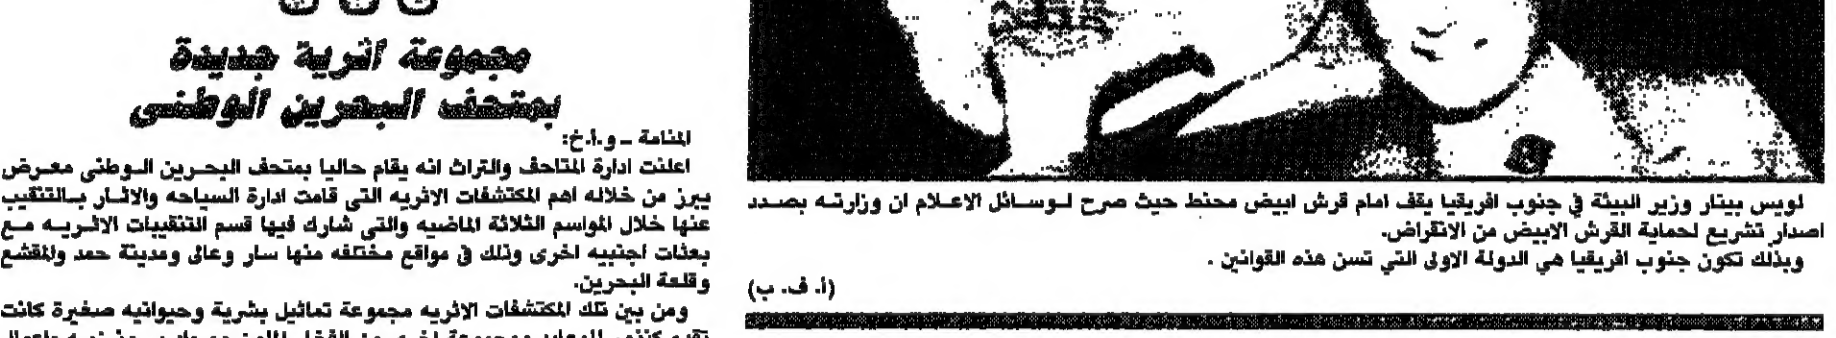 لويس بينار وزير البيئة في جنوب افريقيا يقف امام قرش ابيض محنط حيث صرح لوسائل الاعلام ان وزارته بصدد
اصدار تشريع لحماية القرش الابيض من الانقراض.
وبذلك تكون جنوب افريقيا هي الدولة الاولى التي تسن هذه القوانين .
(أ. ف. ب)
مجموعة اثرية جديدة
بمتحف البحرين الوطنى
المنامة ـ و.أ.خ:
اعلنت ادارة المتاحف والتراث انه يقام حاليا بمتحف البحرين الوطنى معرض
يبرز من خلاله اهم المكتشفات الاثريه التى قامت ادارة السياحه والاثار بالتنقيب
عنها خلال المواسم الثلاثة الماضيه والتى شارك فيها قسم التنقيبات الاثريه مع
بعثات اجنبيه اخرى وذلك في مواقع مختلفه منها سار وعالى ومدينة حمد والمقشع
وقلعة البحرين.
ومن بين تلك المكتشفات الاثريه مجموعة تماثيل بشرية وحيوانيه صغيرة كانت